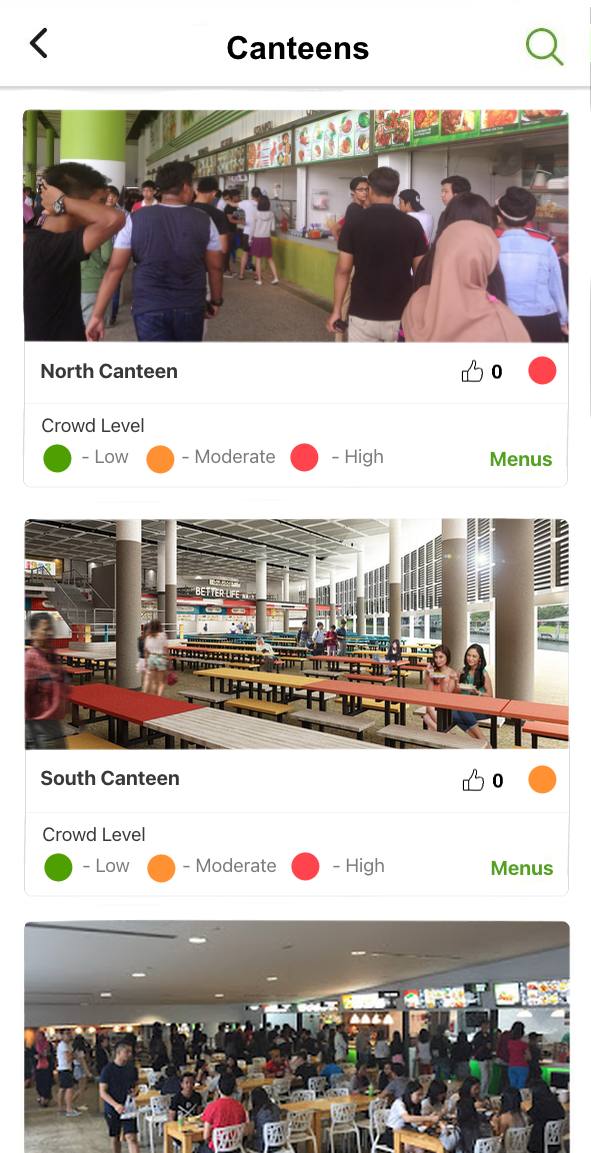 Canteens
North Canteen
0
Crowd Level
- Low
- Moderate
- High
Menus
BETTER LIFE
South Canteen
0
Crowd Level
- Low
- Moderate
- High
Menus